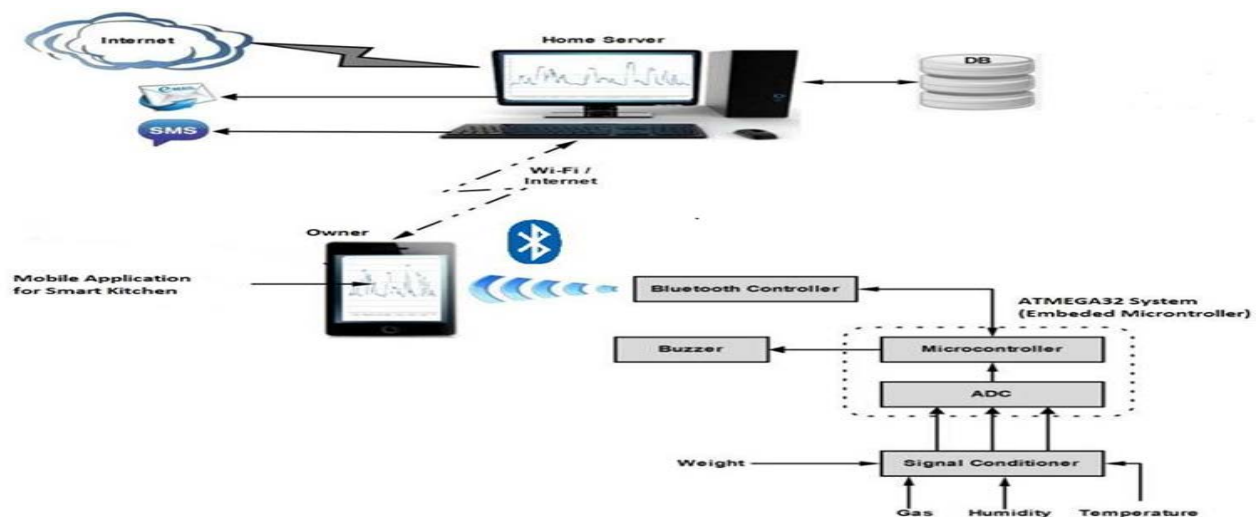 Internet
Home Server
DB
SMS
Wi-Fi /
Internet
Owner
Mobile Application
for Smart Kitchen
Bluetooth Controller
ATMEGA32 System
(Embeded Microntroller)
Buzzer
Microcontroller
ADC
Weight
Signal Conditioner
Gas
Humidity
Temperature